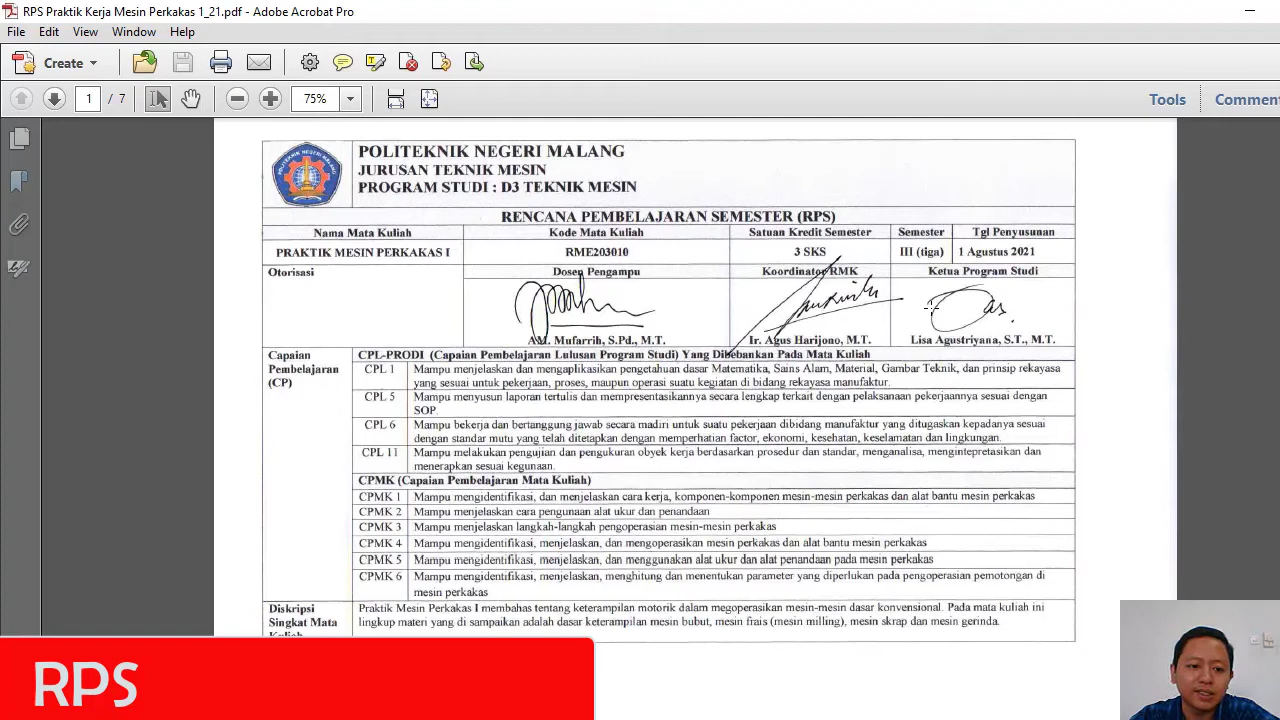 RPS Praktik Kerja Mesin Perkakas 1_21.pdf - Adobe Acrobat Pro
File Edit View Window Help
Create
1 / 7 75% Tools Comment
POLITEKNIK NEGERI MALANG
JURUSAN TEKNIK MESIN
PROGRAM STUDI : D3 TEKNIK MESIN
RENCANA PEMBELAJARAN SEMESTER (RPS)
Nama Mata Kuliah Kode Mata Kuliah Satuan Kredit Semester Semester Tgl Penyusunan
PRAKTIK MESIN PERKAKAS I RME203010 3 SKS III (tiga) 1 Agustus 2021
Otorisasi Dosen Pengampu Koordinator RMK Ketua Program Studi
A.M. Mufarrih, S.Pd., M.T. Ir. Agus Harijono, M.T. Lisa Agustriyana, S.T., M.T.
Capaian Pembelajaran (CP) CPL-PRODI (Capaian Pembelajaran Lulusan Program Studi) Yang Dibebankan Pada Mata Kuliah
CPL 1 Mampu menjelaskan dan mengaplikasikan pengetahuan dasar Matematika, Sains Alam, Material, Gambar Teknik, dan prinsip rekayasa
yang sesuai untuk pekerjaan, proses, maupun operasi suatu kegiatan di bidang rekayasa manufaktur.
CPL 5 Mampu menyusun laporan tertulis dan mempresentasikannya secara lengkap terkait dengan pelaksanaan pekerjaannya sesuai dengan
SOP.
CPL 6 Mampu bekerja dan bertanggung jawab secara madiri untuk suatu pekerjaan dibidang manufaktur yang ditugaskan kepadanya sesuai
dengan standar mutu yang telah ditetapkan dengan memperhatian factor, ekonomi, kesehatan, keselamatan dan lingkungan.
CPL 11 Mampu melakukan pengujian dan pengukuran obyek kerja berdasarkan prosedur dan standar, menganalisa, mengintepretasikan dan
menerapkan sesuai kegunaan.
CPMK (Capaian Pembelajaran Mata Kuliah)
CPMK 1 Mampu mengidentifikasi, dan menjelaskan cara kerja, komponen-komponen mesin-mesin perkakas dan alat bantu mesin perkakas
CPMK 2 Mampu menjelaskan cara pengunaan alat ukur dan penandaan
CPMK 3 Mampu menjelaskan langkah-langkah pengoperasian mesin-mesin perkakas
CPMK 4 Mampu mengidentifikasi, menjelaskan, dan mengoperasikan mesin perkakas dan alat bantu mesin perkakas
CPMK 5 Mampu mengidentifikasi, menjelaskan, dan menggunakan alat ukur dan alat penandaan pada mesin perkakas
CPMK 6 Mampu mengidentifikasi, menjelaskan, menghitung dan menentukan parameter yang diperlukan pada pengoperasian pemotongan di
mesin perkakas
Diskripsi Praktik Mesin Perkakas I membahas tentang keterampilan motorik dalam megoperasikan mesin-mesin dasar konvensional. Pada mata kuliah ini
Singkat Mata lingkup materi yang di sampaikan adalah dasar keterampilan mesin bubut, mesin frais (mesin milling), mesin skrap dan mesin gerinda.
RPS